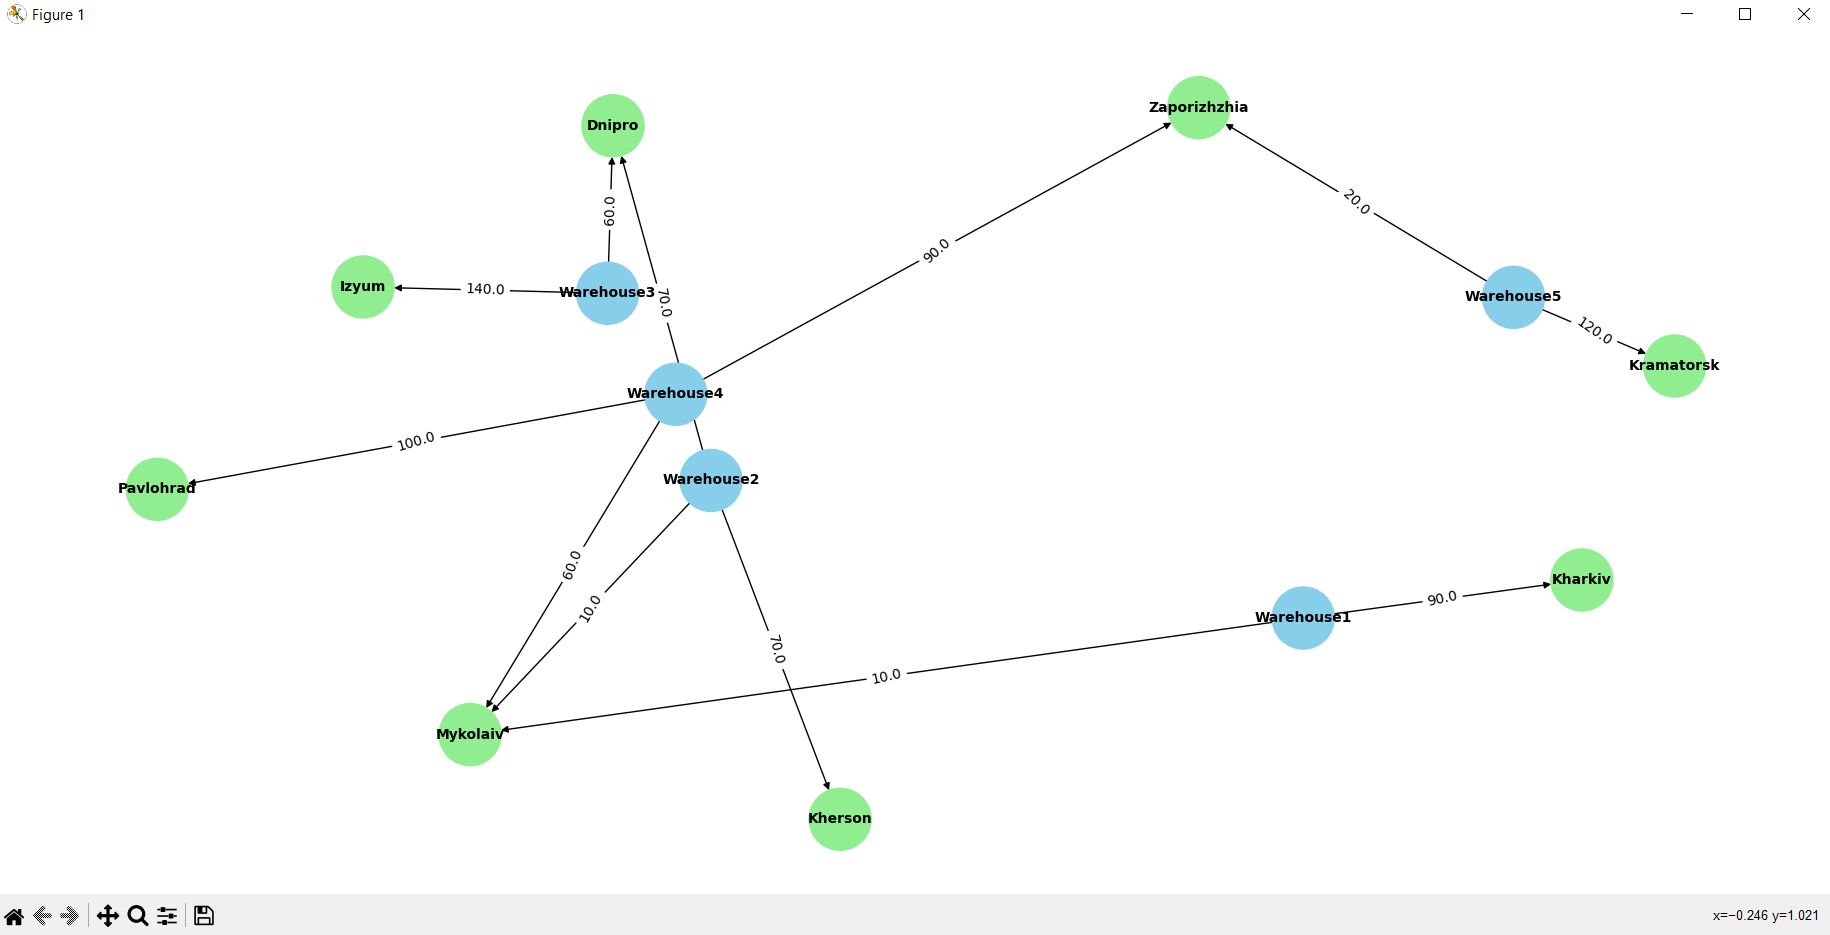 Figure 1
Zaporizhzhia
Dnipro
20.0
60.0
90.0
Izyum
140.0
Warehouse3
70.0
Warehouse5
120.0
Kramatorsk
Warehouse4
100.0
Warehouse2
Pavlohrad
60.0
Kharkiv
90.0
10.0
Warehouse1
70.0
10.0
Mykolaiv
Kherson
x=−0.246 y=1.021